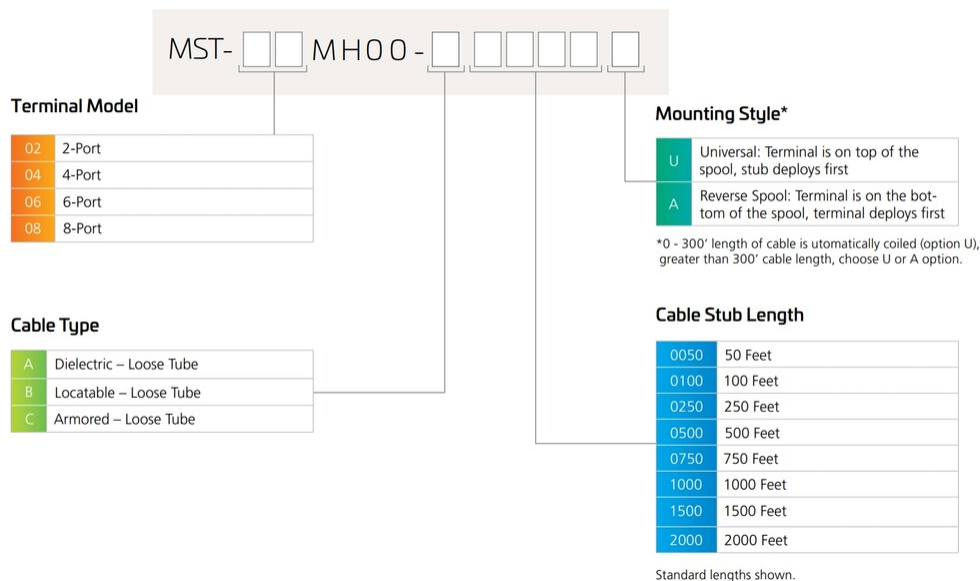 MST- MH00 -
Terminal Model
02 2-Port
04 4-Port
06 6-Port
08 8-Port
Cable Type
A Dielectric – Loose Tube
B Locatable – Loose Tube
C Armored – Loose Tube
Mounting Style*
U Universal: Terminal is on top of the
spool, stub deploys first
A Reverse Spool: Terminal is on the bot-
tom of the spool, terminal deploys first
*0 - 300' length of cable is utomatically coiled (option U),
greater than 300' cable length, choose U or A option.
Cable Stub Length
0050 50 Feet
0100 100 Feet
0250 250 Feet
0500 500 Feet
0750 750 Feet
1000 1000 Feet
1500 1500 Feet
2000 2000 Feet
Standard lengths shown.